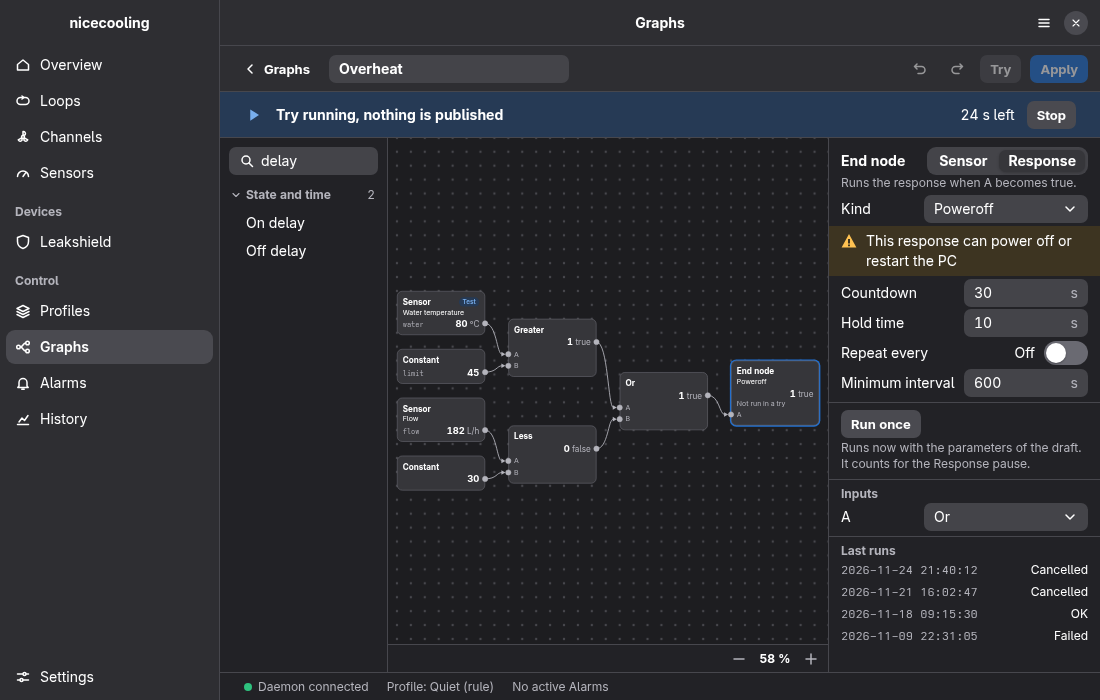 nicecooling
Graphs
Overview
Loops
Channels
Sensors
Devices
Leakshield
Control
Profiles
Graphs
Alarms
History
Settings
Graphs
Overheat
Try
Apply
Try running, nothing is published
24 s left
Stop
delay
State and time 2
On delay
Off delay
Sensor Test
Water temperature
water 80 °C
Constant
limit 45
Sensor
Flow
flow 182 L/h
Constant
30
Greater
1 true
A
B
Less
0 false
A
B
Or
1 true
A
B
End node
Poweroff
1 true
Not run in a try
A
58 %
End node
Sensor
Response
Runs the response when A becomes true.
Kind Poweroff
This response can power off or
restart the PC
Countdown 30 s
Hold time 10 s
Repeat every Off
Minimum interval 600 s
Run once
Runs now with the parameters of the draft.
It counts for the Response pause.
Inputs
A Or
Last runs
2026-11-24 21:40:12 Cancelled
2026-11-21 16:02:47 Cancelled
2026-11-18 09:15:30 OK
2026-11-09 22:31:05 Failed
Daemon connected
Profile: Quiet (rule)
No active Alarms